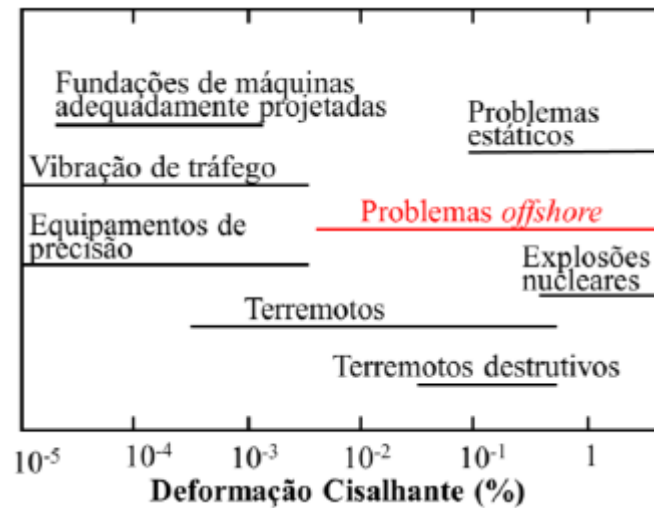 Fundações de máquinas
adequadamente projetadas
Problemas
estáticos
Vibração de tráfego
Problemas offshore
Equipamentos de
precisão
Explosões
nucleares
Terremotos
Terremotos destrutivos
10⁻⁵ 10⁻⁴ 10⁻³ 10⁻² 10⁻¹ 1
Deformação Cisalhante (%)